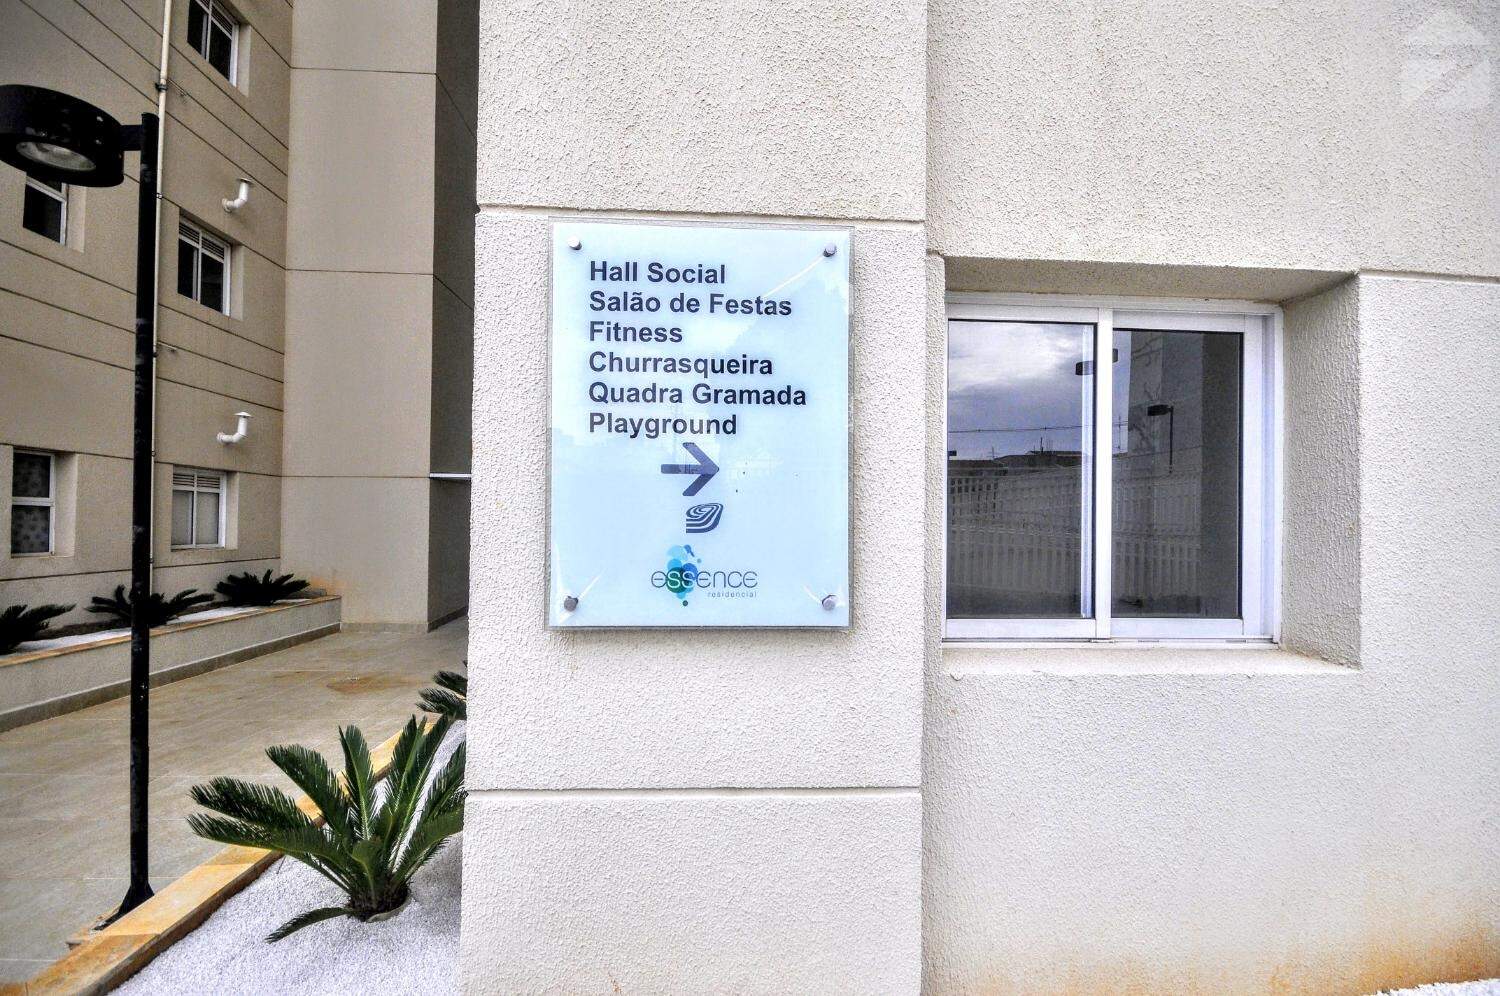 Hall Social
Salão de Festas
Fitness
Churrasqueira
Quadra Gramada
Playground
essence
residencial